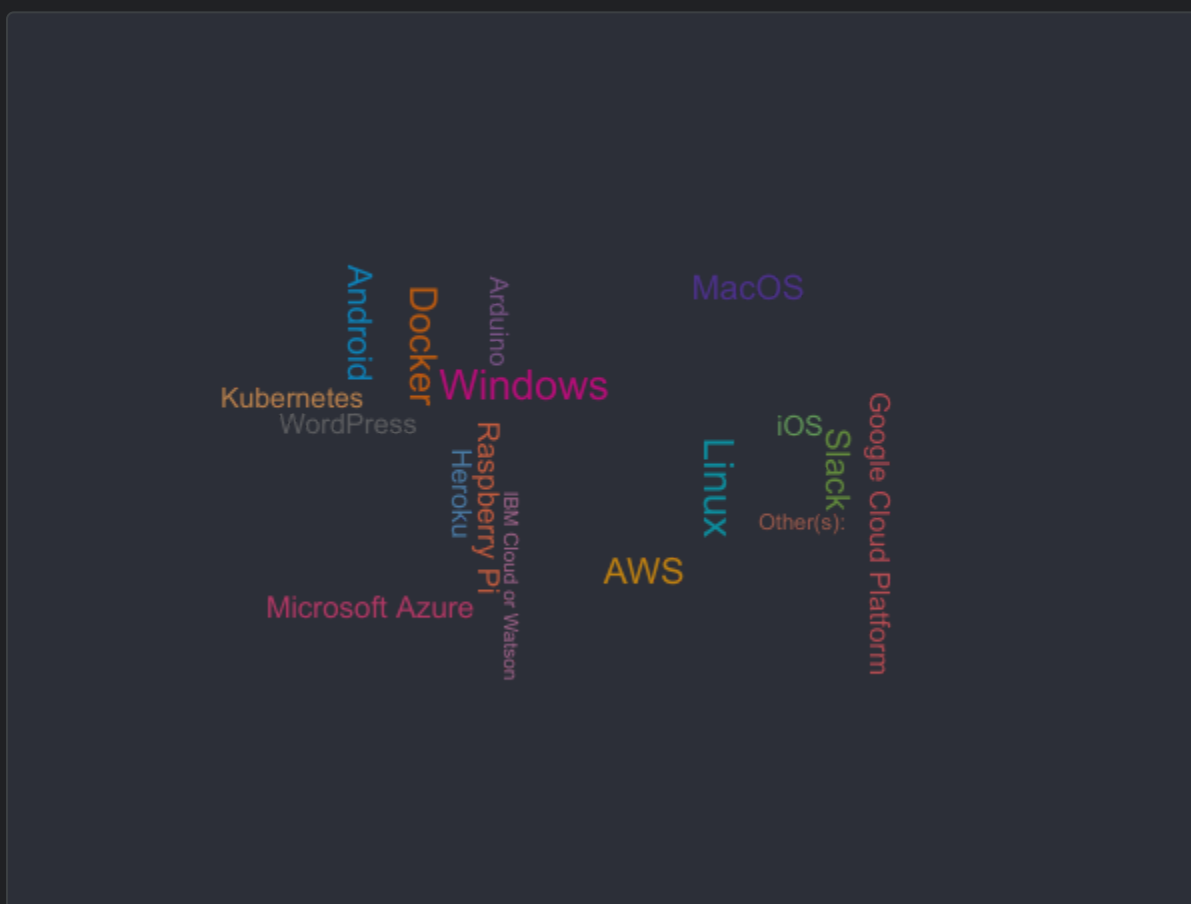 Android
Docker
Arduino
MacOS
Windows
Kubernetes
WordPress
Google Cloud Platform
iOS
Slack
Raspberry Pi
Heroku
Linux
IBM Cloud or Watson
Other(s):
AWS
Microsoft Azure